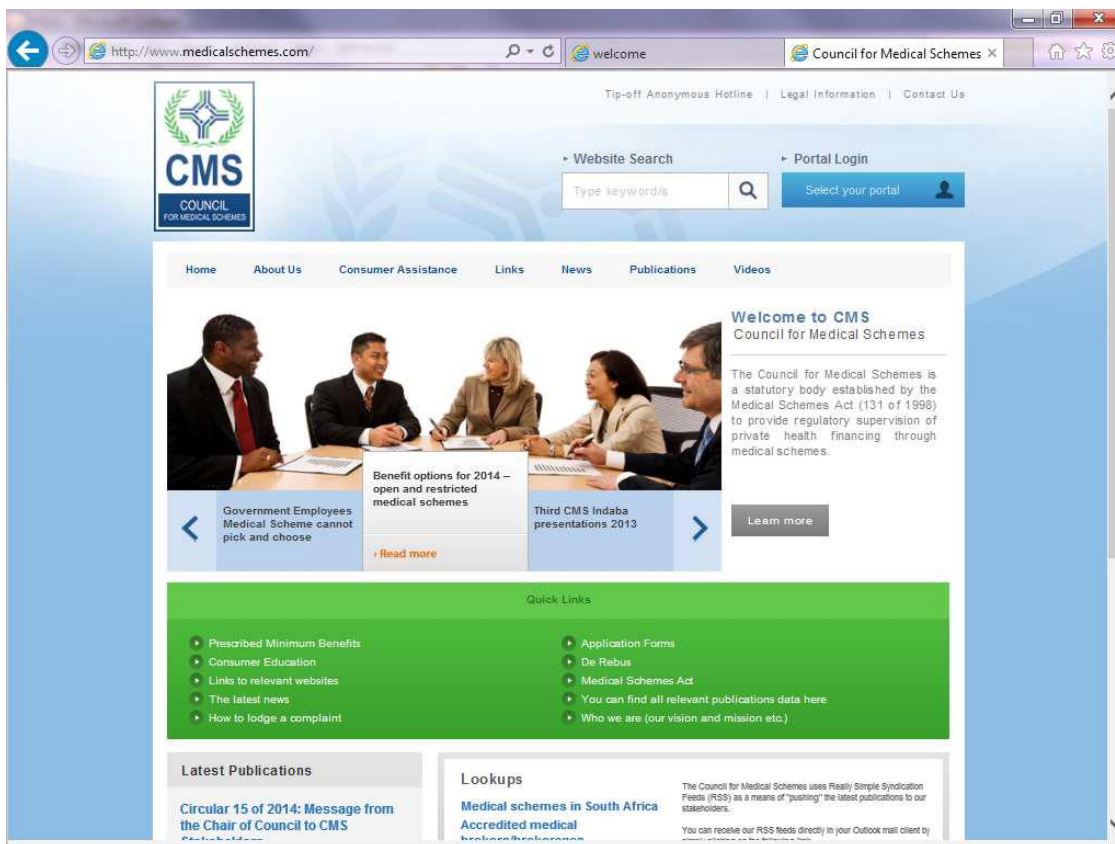 http://www.medicalschemes.com/
welcome
Council for Medical Schemes
Tip-off Anonymous Hotline | Legal Information | Contact Us
CMS
COUNCIL
FOR MEDICAL SCHEMES
Website Search
Portal Login
Type keyword/s
Select your portal
Home About Us Consumer Assistance Links News Publications Videos
Welcome to CMS
Council for Medical Schemes
The Council for Medical Schemes is
a statutory body established by the
Medical Schemes Act (131 of 1998)
to provide regulatory supervision of
private health financing through
medical schemes.
Learn more
Government Employees
Medical Scheme cannot
pick and choose
Benefit options for 2014 –
open and restricted
medical schemes
› Read more
Third CMS Indaba
presentations 2013
Quick Links
Prescribed Minimum Benefits
Consumer Education
Links to relevant websites
The latest news
How to lodge a complaint
Application Forms
De Rebus
Medical Schemes Act
You can find all relevant publications data here
Who we are (our vision and mission etc.)
Latest Publications
Circular 15 of 2014: Message from
the Chair of Council to CMS
Lookups
Medical schemes in South Africa
Accredited medical
The Council for Medical Schemes uses Really Simple Syndication
Feeds (RSS) as a means of "pushing" the latest publications to our
stakeholders.
You can receive our RSS feeds directly in your Outlook mail client by